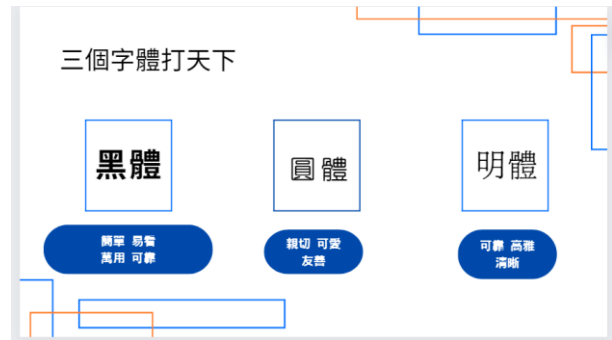 三個字體打天下
黑體
圓體
明體
簡單 易看
萬用 可靠
親切 可愛
友善
可靠 高雅
清晰